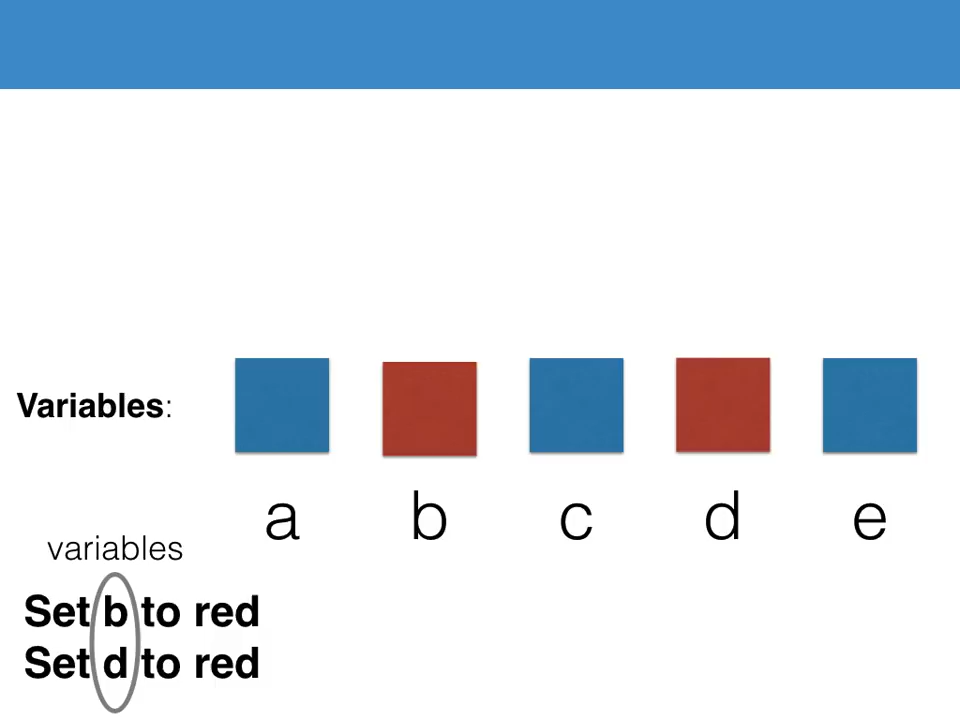 Variables:
a b c d e
variables
Set b to red
Set d to red